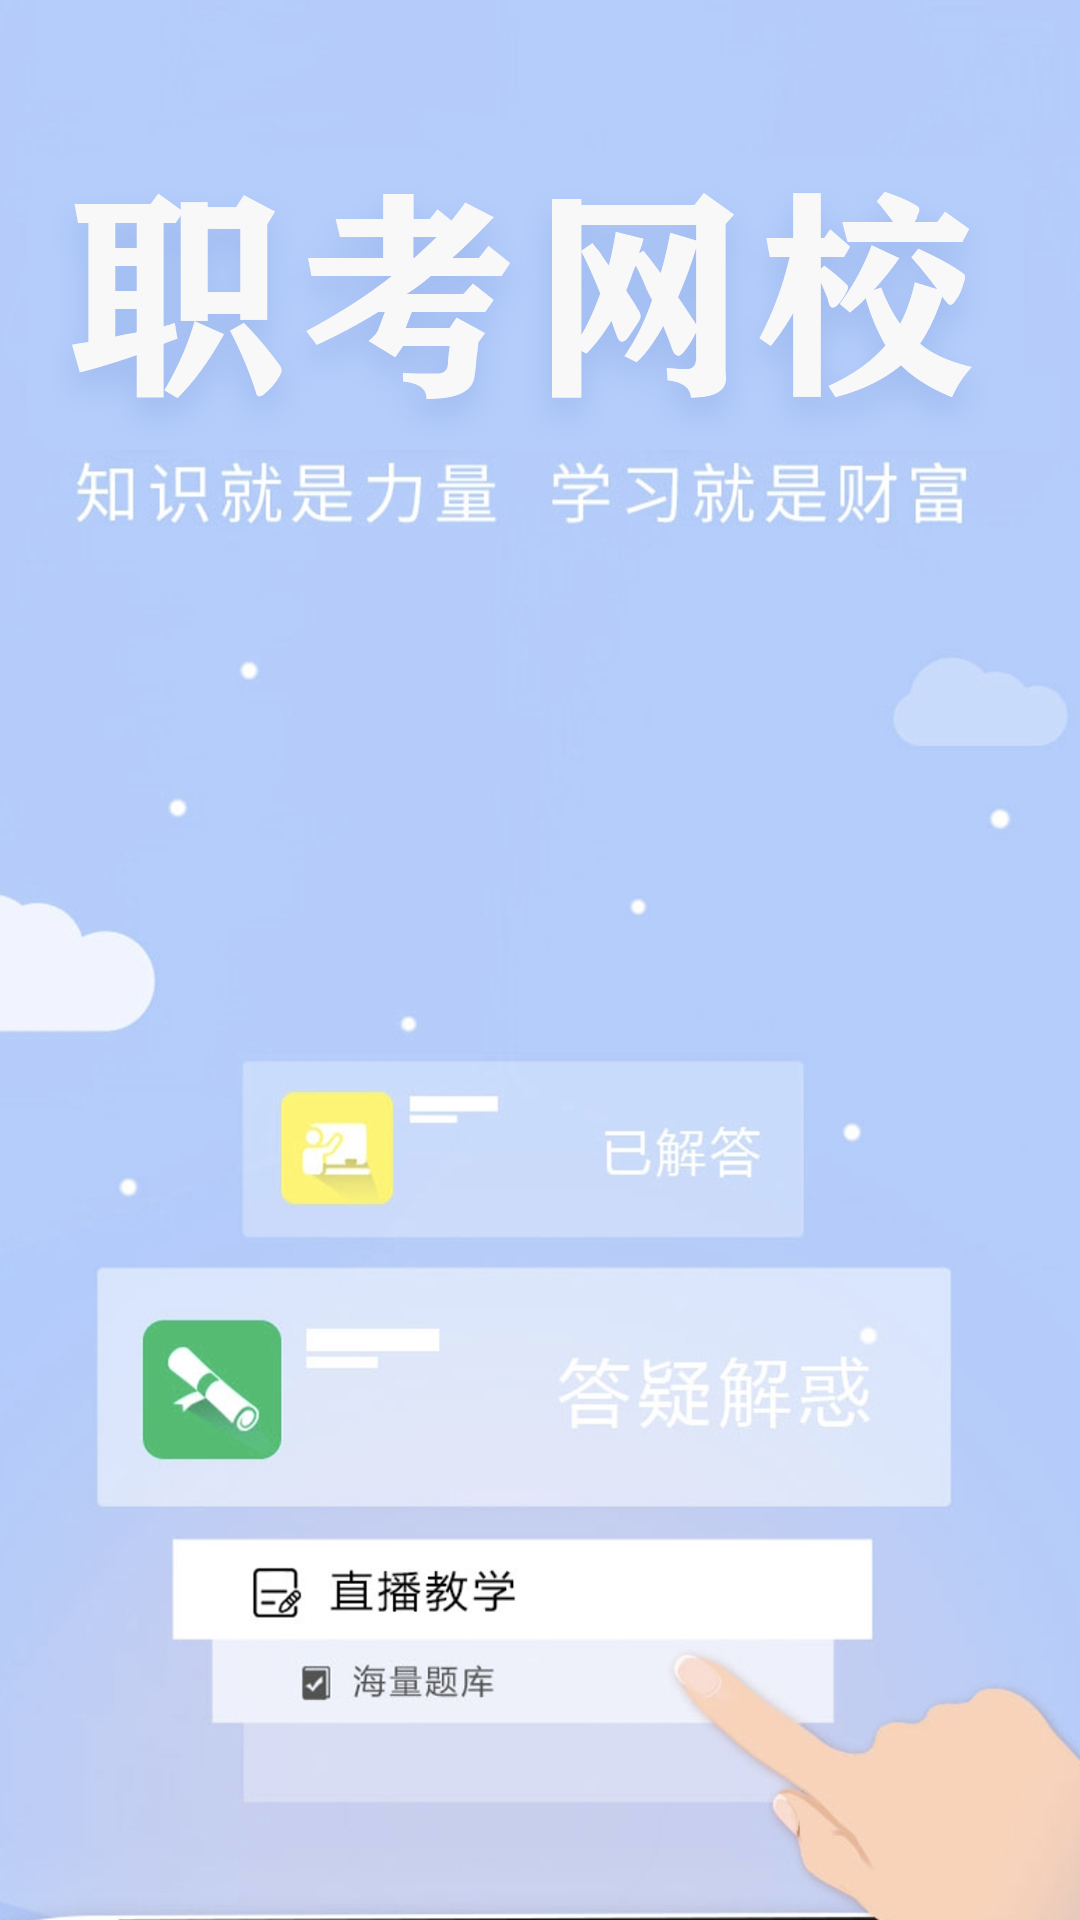 职考网校
知识就是力量 学习就是财富
已解答
答疑解惑
直播教学
海量题库